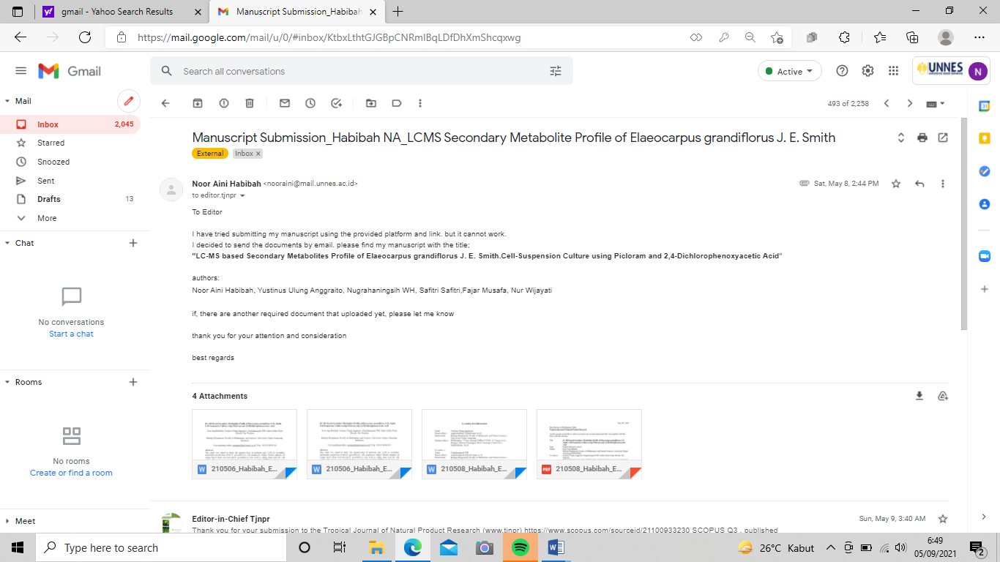 gmail - Yahoo Search Results
Manuscript Submission_Habibah
https://mail.google.com/mail/u/0/#inbox/KtbxLthtGJGBpCNRmlBqLDfDhXmShcqxwg
Gmail
Search all conversations
Active
UNNES
N
Mail
493 of 2,258
Inbox 2,045
Starred
Snoozed
Sent
Drafts 13
More
Manuscript Submission_Habibah NA_LCMS Secondary Metabolite Profile of Elaeocarpus grandiflorus J. E. Smith
External Inbox x
Noor Aini Habibah <nooraini@mail.unnes.ac.id>
Sat, May 8, 2:44 PM
to editor.tjnpr
To Editor
I have tried submitting my manuscript using the provided platform and link. but it cannot work.
I decided to send the documents by email. please find my manuscript with the title;
"LC-MS based Secondary Metabolites Profile of Elaeocarpus grandiflorus J. E. Smith.Cell-Suspension Culture using Picloram and 2,4-Dichlorophenoxyacetic Acid"
authors:
Noor Aini Habibah, Yustinus Ulung Anggraito, Nugrahaningsih WH, Safitri Safitri,Fajar Musafa, Nur Wijayati
if, there are another required document that uploaded yet, please let me know
thank you for your attention and consideration
best regards
Chat
No conversations
Start a chat
Rooms
No rooms
Create or find a room
Meet
4 Attachments
W 210506_Habibah_E...
W 210506_Habibah_E...
W 210508_Habibah_E...
PDF 210508_Habibah_E...
Editor-in-Chief Tjnpr
Sun, May 9, 3:40 AM
Thank you for your submission to the Tropical Journal of Natural Product Research (www.tjnpr) https://www.scopus.com/sourceid/21100933230 SCOPUS Q3 , published
Type here to search
26°C Kabut
6:49
05/09/2021
2